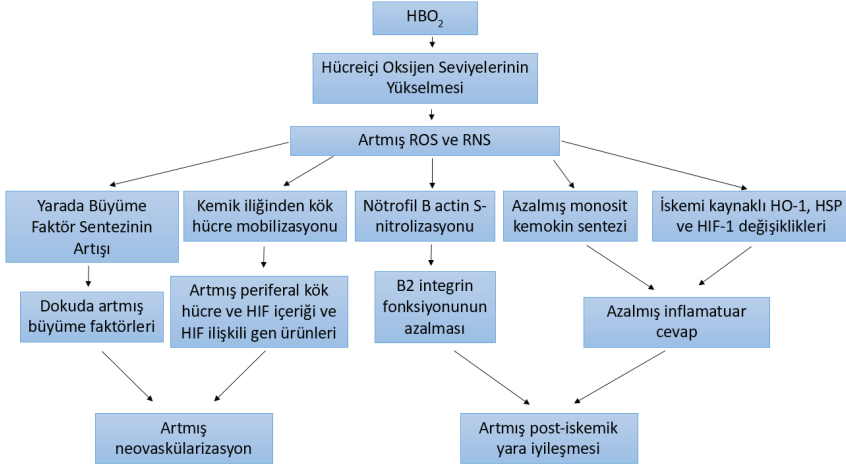 HBO₂
Hücreiçi Oksijen Seviyelerinin
Yükselmesi
Artmış ROS ve RNS
Yarada Büyüme
Faktör Sentezinin
Artışı
Kemik iliğinden kök
hücre mobilizasyonu
Nötrofil B actin S-
nitrolizasyonu
Azalmış monosit
kemokin sentezi
İskemi kaynaklı HO-1, HSP
ve HIF-1 değişiklikleri
Dokuda artmış
büyüme faktörleri
Artmış periferal kök
hücre ve HIF içeriği ve
HIF ilişkili gen ürünleri
B2 integrin
fonksiyonunun
azalması
Azalmış inflamatuar
cevap
Artmış
neovaskülarizasyon
Artmış post-iskemik
yara iyileşmesi